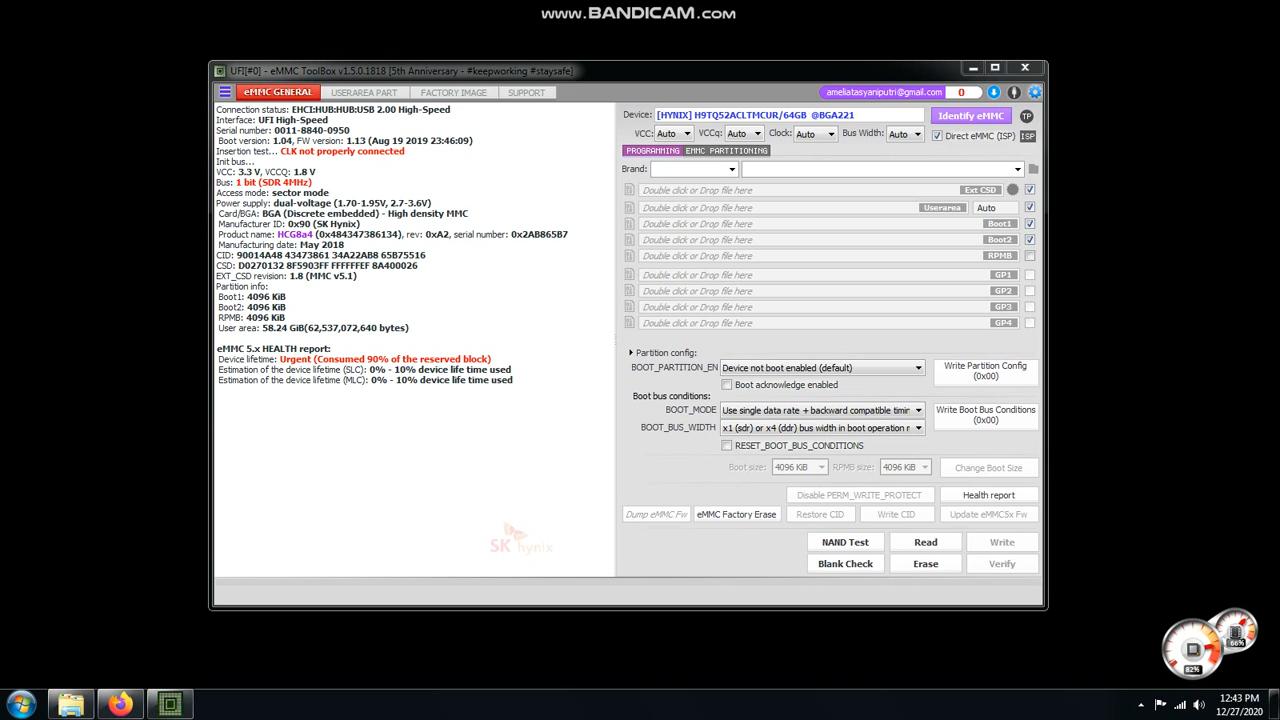 www.BANDICAM.com
UFI[#0] - eMMC ToolBox v1.5.0.1818 [5th Anniversary - #keepworking #staysafe]
eMMC GENERAL USERAREA PART FACTORY IMAGE SUPPORT
ameliatasyaniputri@gmail.com 0
Connection status: EHCI:HUB:HUB:USB 2.00 High-Speed
Interface: UFI High-Speed
Serial number: 0011-8840-0950
Boot version: 1.04, FW version: 1.13 (Aug 19 2019 23:46:09)
Insertion test... CLK not properly connected
Init bus...
VCC: 3.3 V, VCCQ: 1.8 V
Bus: 1 bit (SDR 4MHz)
Access mode: sector mode
Power supply: dual-voltage (1.70-1.95V, 2.7-3.6V)
Card/BGA: BGA (Discrete embedded) - High density MMC
Manufacturer ID: 0x90 (SK Hynix)
Product name: HCG8a4 (0x484347386134), rev: 0xA2, serial number: 0x2AB865B7
Manufacturing date: May 2018
CID: 90014A48 43473861 34A22AB8 65B75516
CSD: D0270132 8F5903FF FFFFFFEF 8A400026
EXT_CSD revision: 1.8 (MMC v5.1)
Partition info:
Boot1: 4096 KiB
Boot2: 4096 KiB
RPMB: 4096 KiB
User area: 58.24 GiB(62,537,072,640 bytes)
eMMC 5.x HEALTH report:
Device lifetime: Urgent (Consumed 90% of the reserved block)
Estimation of the device lifetime (SLC): 0% - 10% device life time used
Estimation of the device lifetime (MLC): 0% - 10% device life time used
SK hynix
Device: [HYNIX] H9TQ52ACLTMCUR/64GB @BGA221 Identify eMMC TP
VCC: Auto VCCq: Auto Clock: Auto Bus Width: Auto Direct eMMC (ISP) ISP
PROGRAMMING EMMC PARTITIONING
Brand:
Double click or Drop file here Ext CSD
Double click or Drop file here Userarea Auto
Double click or Drop file here Boot1
Double click or Drop file here Boot2
Double click or Drop file here RPMB
Double click or Drop file here GP1
Double click or Drop file here GP2
Double click or Drop file here GP3
Double click or Drop file here GP4
Partition config:
BOOT_PARTITION_EN Device not boot enabled (default) Write Partition Config (0x00)
Boot acknowledge enabled
Boot bus conditions:
BOOT_MODE Use single data rate + backward compatible timin Write Boot Bus Conditions (0x00)
BOOT_BUS_WIDTH x1 (sdr) or x4 (ddr) bus width in boot operation r
RESET_BOOT_BUS_CONDITIONS
Boot size: 4096 KiB RPMB size: 4096 KiB Change Boot Size
Disable PERM_WRITE_PROTECT Health report
Dump eMMC Fw eMMC Factory Erase Restore CID Write CID Update eMMC5x Fw
NAND Test Read Write
Blank Check Erase Verify
66%
82%
12:43 PM
12/27/2020